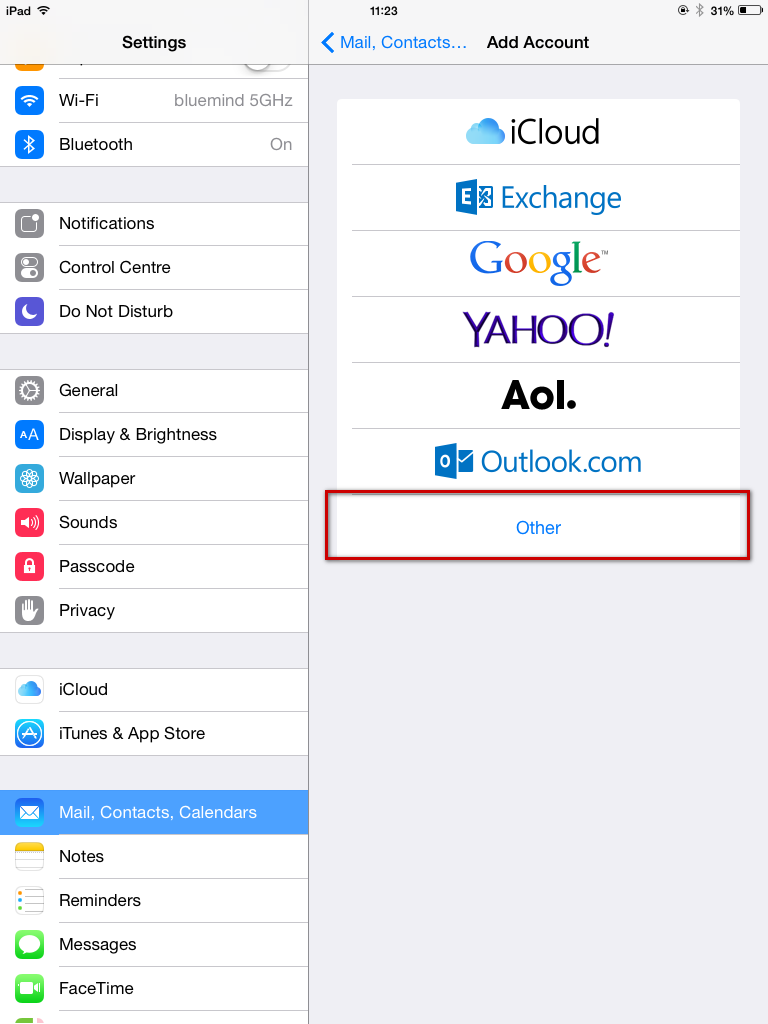 iPad
11:23
31%
Settings
Mail, Contacts...
Add Account
Wi-Fi
bluemind 5GHz
Bluetooth
On
Notifications
Control Centre
Do Not Disturb
General
AA
Display & Brightness
Wallpaper
Sounds
Passcode
Privacy
iCloud
iTunes & App Store
Mail, Contacts, Calendars
Notes
Reminders
Messages
FaceTime
iCloud
E Exchange
Google™
YAHOO!
Aol.
O Outlook.com
Other